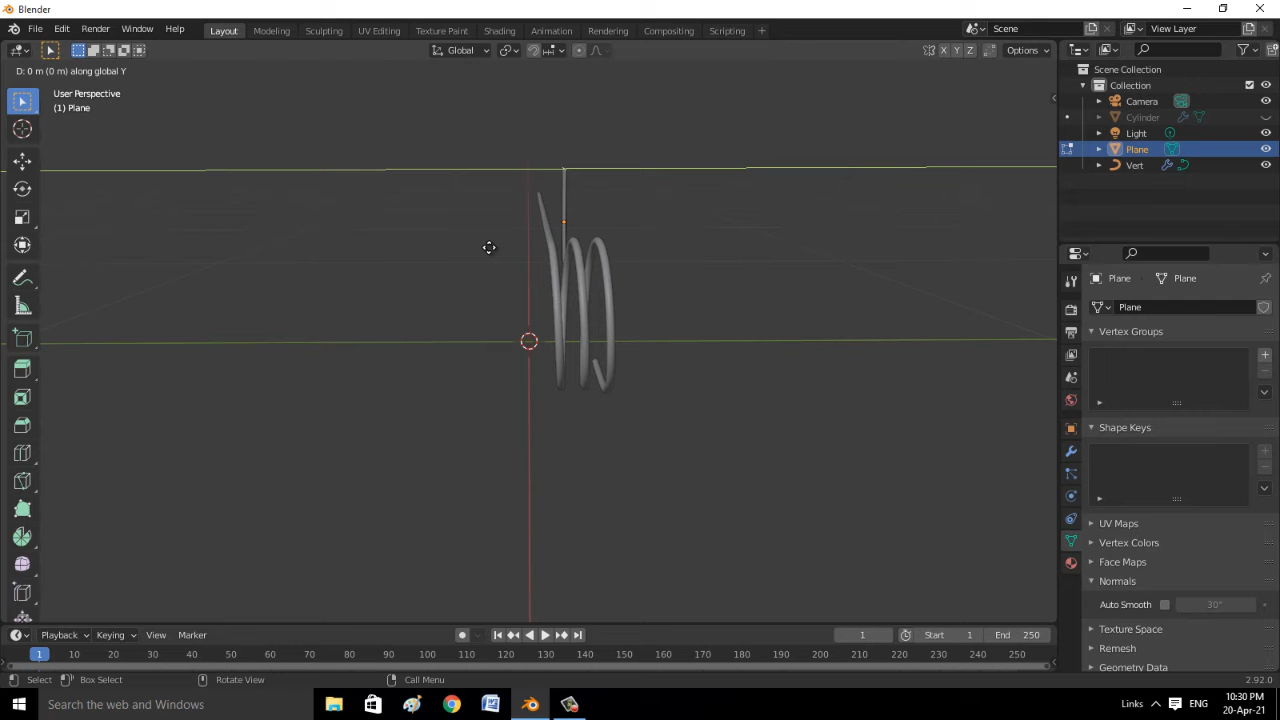 Blender
File Edit Render Window Help
Layout Modeling Sculpting UV Editing Texture Paint Shading Animation Rendering Compositing Scripting +
Scene
View Layer
Global
X Y Z
Options
D: 0 m (0 m) along global Y
User Perspective
(1) Plane
Scene Collection
Collection
Camera
Cylinder
Light
Plane
Vert
Plane
Plane
Plane
Vertex Groups
Shape Keys
UV Maps
Vertex Colors
Face Maps
Normals
Auto Smooth 30°
Texture Space
Remesh
Geometry Data
Playback Keying View Marker
1
Start 1
End 250
1 10 20 30 40 50 60 70 80 90 100 110 120 130 140 150 160 170 180 190 200 210 220 230 240 250
Select
Box Select
Rotate View
Call Menu
2.92.0
Search the web and Windows
Links
ENG
10:30 PM
20-Apr-21